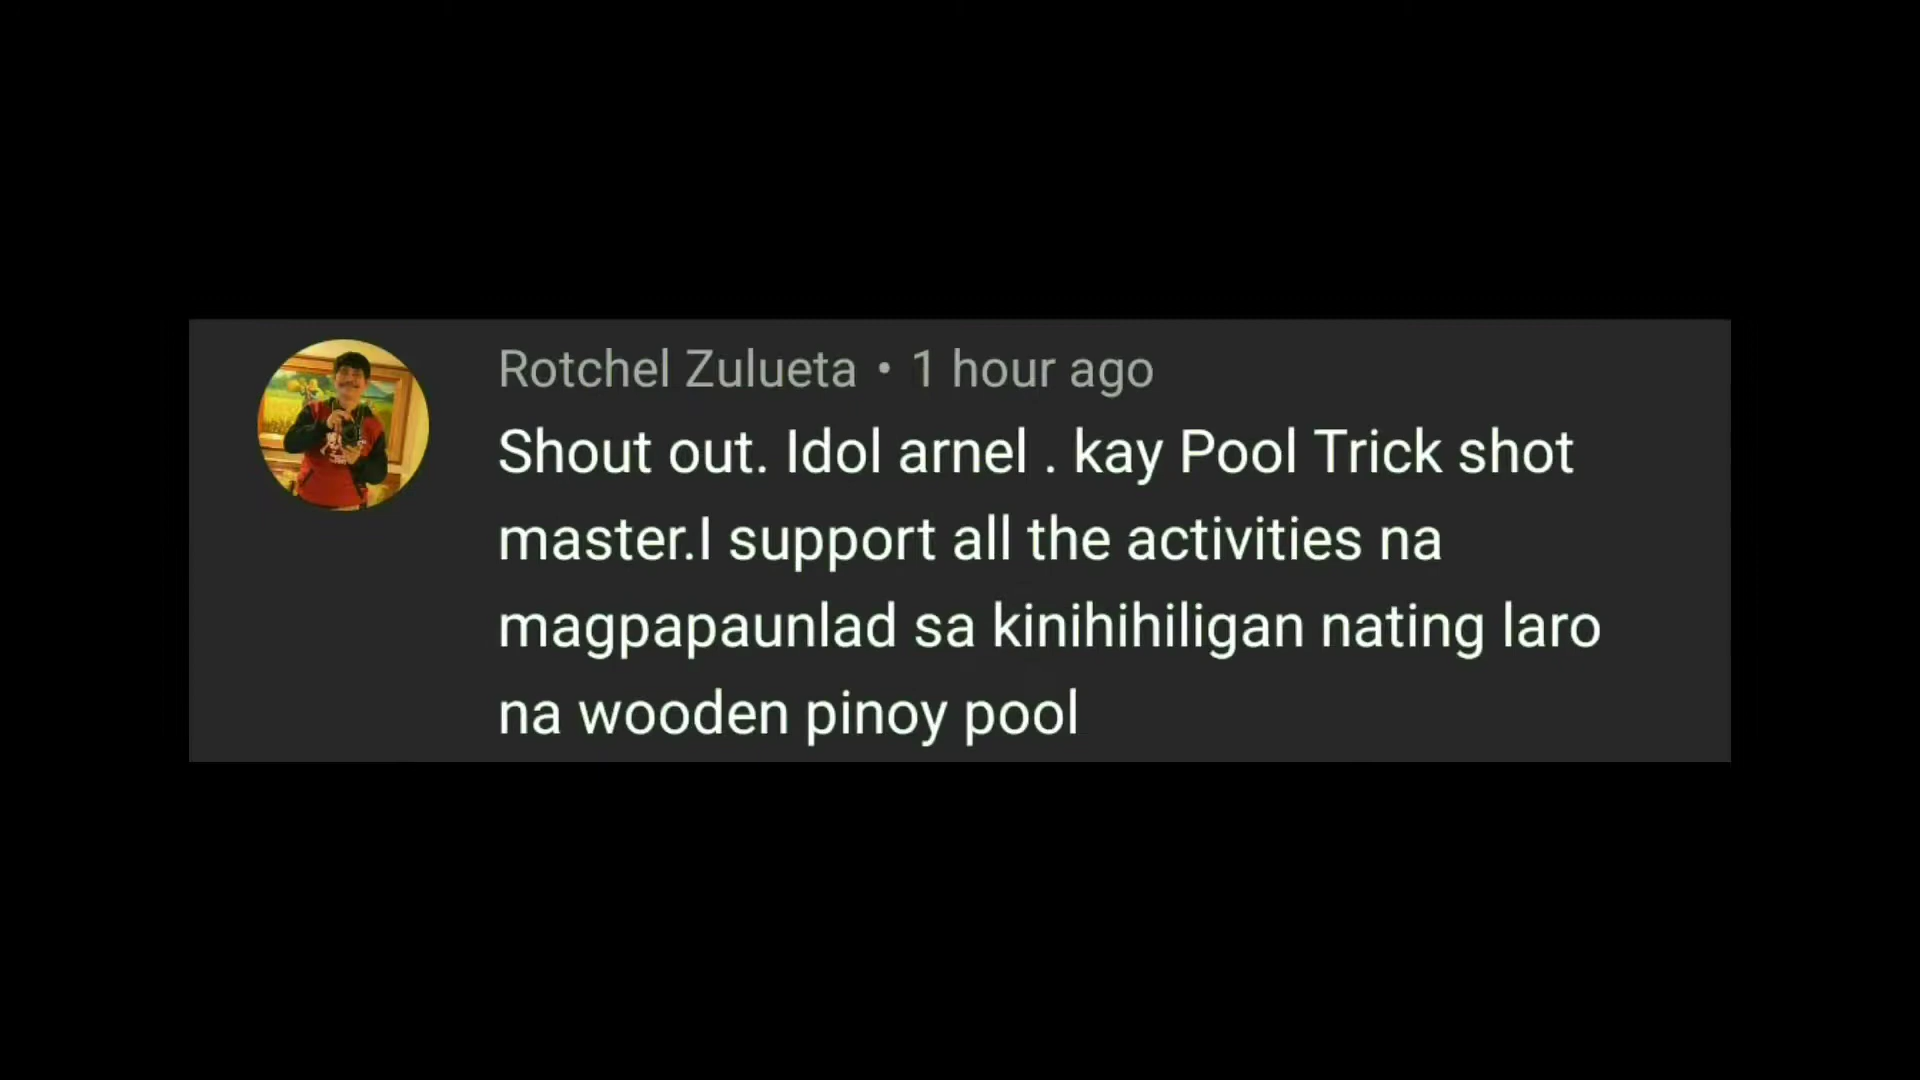 Rotchel Zulueta • 1 hour ago
Shout out. Idol arnel . kay Pool Trick shot
master.I support all the activities na
magpapaunlad sa kinihihiligan nating laro
na wooden pinoy pool